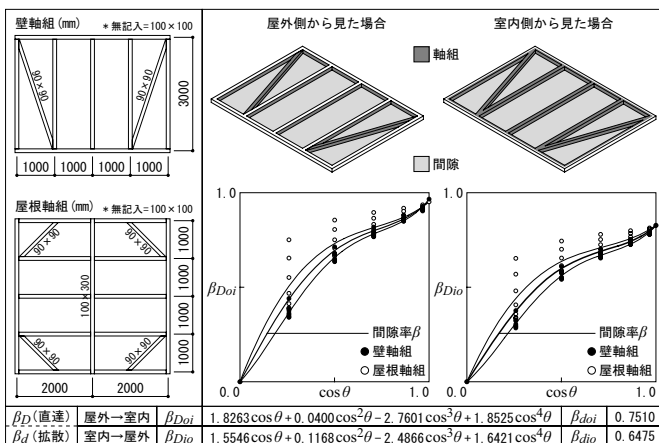 壁軸組(mm) *無記入=100×100
90×90
90×90
3000
1000 1000 1000 1000
屋根軸組(mm)
*無記入=100×100
90×90
90×90
100×300
90×90
90×90
1000
1000
1000
1000
2000 2000
屋外側から見た場合
室内側から見た場合
軸組
間隙
1.0
βDoi
間隙率β
壁軸組
屋根軸組
0.0 cosθ 1.0
1.0
βDio
間隙率β
壁軸組
屋根軸組
0.0 cosθ 1.0
βD(直達) 屋外→室内 βDoi 1.8263cosθ+0.0400cos²θ-2.7601cos³θ+1.8525cos⁴θ βdoi 0.7510
βd(拡散) 室内→屋外 βDio 1.5546cosθ+0.1168cos²θ-2.4866cos³θ+1.6421cos⁴θ βdio 0.6475